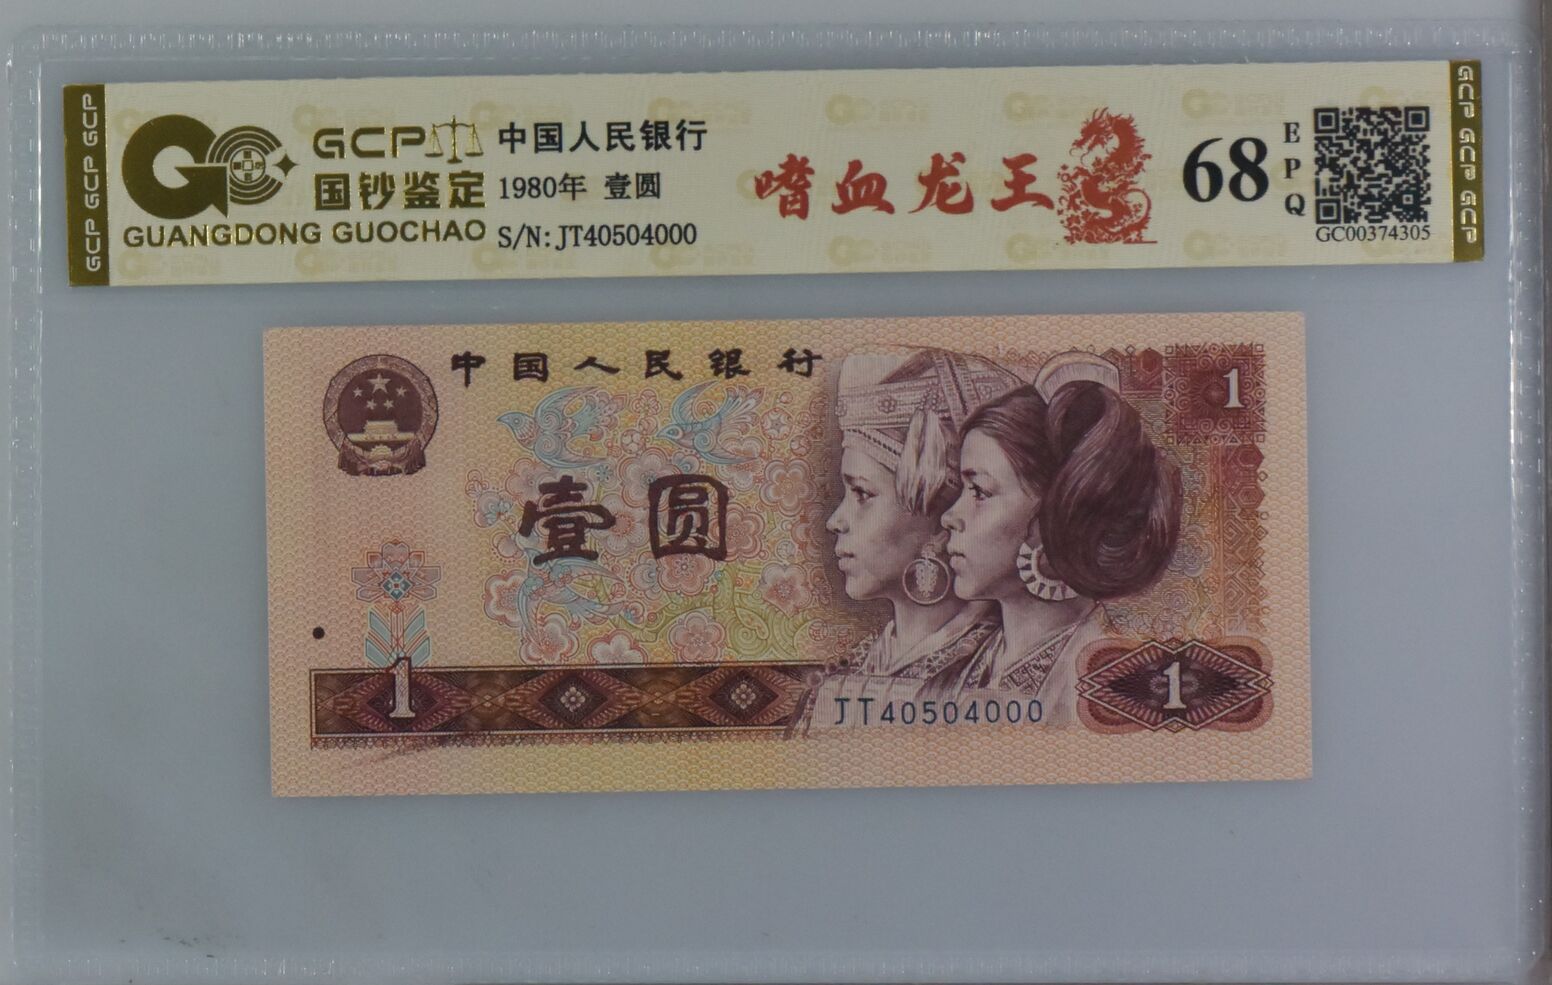 GCP GCP GCP
GCP
国钞鉴定
GUANGDONG GUOCHAO
中国人民银行
1980年 壹圆
S/N: JT40504000
嗜血龙王
68
EPQ
GC00374305
GCP GCP GCP
中国人民银行
1
壹圆
1
JT40504000
1